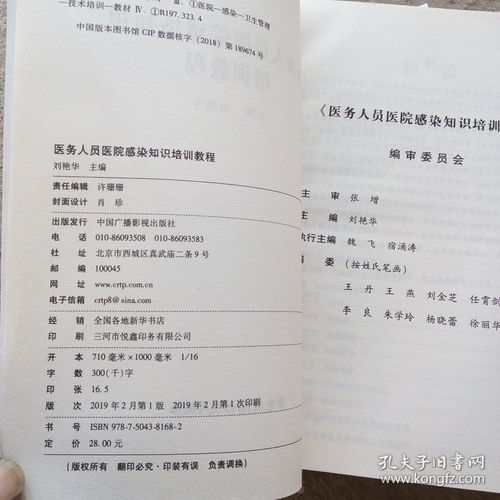 Ⅲ. ①医院—感染—卫生管理
—技术培训—教材 Ⅳ. ①R197.323.4
中国版本图书馆 CIP 数据核字（2018）第 189674 号
医务人员医院感染知识培训教程
刘艳华 主编
责任编辑 许珊珊
封面设计 肖 珍
出版发行 中国广播影视出版社
电 话 010-86093508 010-86093583
社 址 北京市西城区真武庙二条 9 号
邮 编 100045
网 址 www.crtp.com.cn
电子信箱 crtp8@sina.com
经 销 全国各地新华书店
印 刷 三河市悦鑫印务有限公司
开 本 710 毫米×1000 毫米 1/16
字 数 300(千)字
印 张 16.5
版 次 2019 年 2 月第 1 版 2019 年 2 月第 1 次印刷
书 号 ISBN 978-7-5043-8168-2
定 价 28.00 元
（版权所有 翻印必究·印装有误 负责调换）
《医务人员医院感染知识培训
编审委员会
主 审 张 增
主 编 刘艳华
执行主编 魏 飞 宿涌涛
编 委 （按姓氏笔画）
王 丹 王 燕 刘金芝 任霄剑
李 良 朱学玲 杨晓蕾 徐丽华
孔夫子旧书网
www.kongfz.com